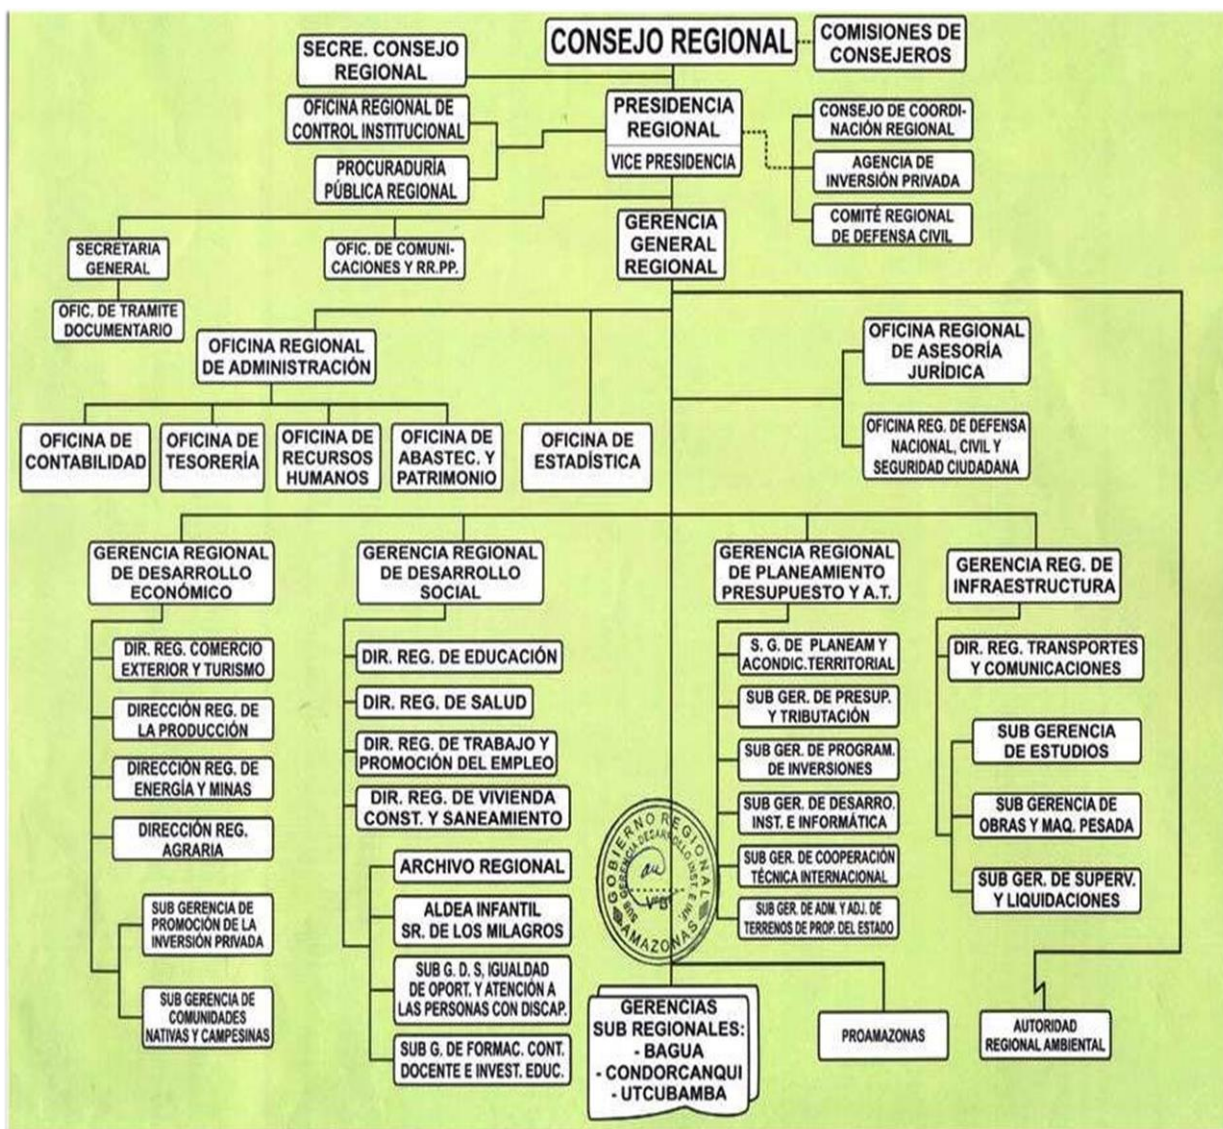 CONSEJO REGIONAL
COMISIONES DE
CONSEJEROS
SECRE. CONSEJO
REGIONAL
OFICINA REGIONAL DE
CONTROL INSTITUCIONAL
PROCURADURÍA
PÚBLICA REGIONAL
PRESIDENCIA
REGIONAL
VICE PRESIDENCIA
CONSEJO DE COORDI-
NACIÓN REGIONAL
AGENCIA DE
INVERSIÓN PRIVADA
COMITÉ REGIONAL
DE DEFENSA CIVIL
SECRETARIA
GENERAL
OFIC. DE COMUNI-
CACIONES Y RR.PP.
GERENCIA
GENERAL
REGIONAL
OFIC. DE TRAMITE
DOCUMENTARIO
OFICINA REGIONAL
DE ADMINISTRACIÓN
OFICINA REGIONAL
DE ASESORÍA
JURÍDICA
OFICINA DE
CONTABILIDAD
OFICINA DE
TESORERÍA
OFICINA DE
RECURSOS
HUMANOS
OFICINA DE
ABASTEC. Y
PATRIMONIO
OFICINA DE
ESTADÍSTICA
OFICINA REG. DE DEFENSA
NACIONAL, CIVIL Y
SEGURIDAD CIUDADANA
GERENCIA REGIONAL
DE DESARROLLO
ECONÓMICO
DIR. REG. COMERCIO
EXTERIOR Y TURISMO
DIRECCIÓN REG. DE
LA PRODUCCIÓN
DIRECCIÓN REG. DE
ENERGÍA Y MINAS
DIRECCIÓN REG.
AGRARIA
SUB GERENCIA DE
PROMOCIÓN DE LA
INVERSIÓN PRIVADA
SUB GERENCIA DE
COMUNIDADES
NATIVAS Y CAMPESINAS
GERENCIA REGIONAL
DE DESARROLLO
SOCIAL
DIR. REG. DE EDUCACIÓN
DIR. REG. DE SALUD
DIR. REG. DE TRABAJO Y
PROMOCIÓN DEL EMPLEO
DIR. REG. DE VIVIENDA
CONST. Y SANEAMIENTO
ARCHIVO REGIONAL
ALDEA INFANTIL
SR. DE LOS MILAGROS
SUB G. D. S, IGUALDAD
DE OPORT. Y ATENCIÓN A
LAS PERSONAS CON DISCAP.
SUB G. DE FORMAC. CONT.
DOCENTE E INVEST. EDUC.
GERENCIA REGIONAL
DE PLANEAMIENTO
PRESUPUESTO Y A.T.
S. G. DE PLANEAM Y
ACONDIC.TERRITORIAL
SUB GER. DE PRESUP.
Y TRIBUTACIÓN
SUB GER. DE PROGRAM.
DE INVERSIONES
SUB GER. DE DESARRO.
INST. E INFORMÁTICA
SUB GER. DE COOPERACIÓN
TÉCNICA INTERNACIONAL
SUB GER. DE ADM. Y ADJ. DE
TERRENOS DE PROP. DEL ESTADO
GERENCIA REG. DE
INFRAESTRUCTURA
DIR. REG. TRANSPORTES
Y COMUNICACIONES
SUB GERENCIA
DE ESTUDIOS
SUB GERENCIA DE
OBRAS Y MAQ. PESADA
SUB GER. DE SUPERV.
Y LIQUIDACIONES
GOBIERNO REGIONAL
AMAZONAS
SUB GERENCIA DESARROLLO INST. E INF.
V°B°
GERENCIAS
SUB REGIONALES:
- BAGUA
- CONDORCANQUI
- UTCUBAMBA
PROAMAZONAS
AUTORIDAD
REGIONAL AMBIENTAL